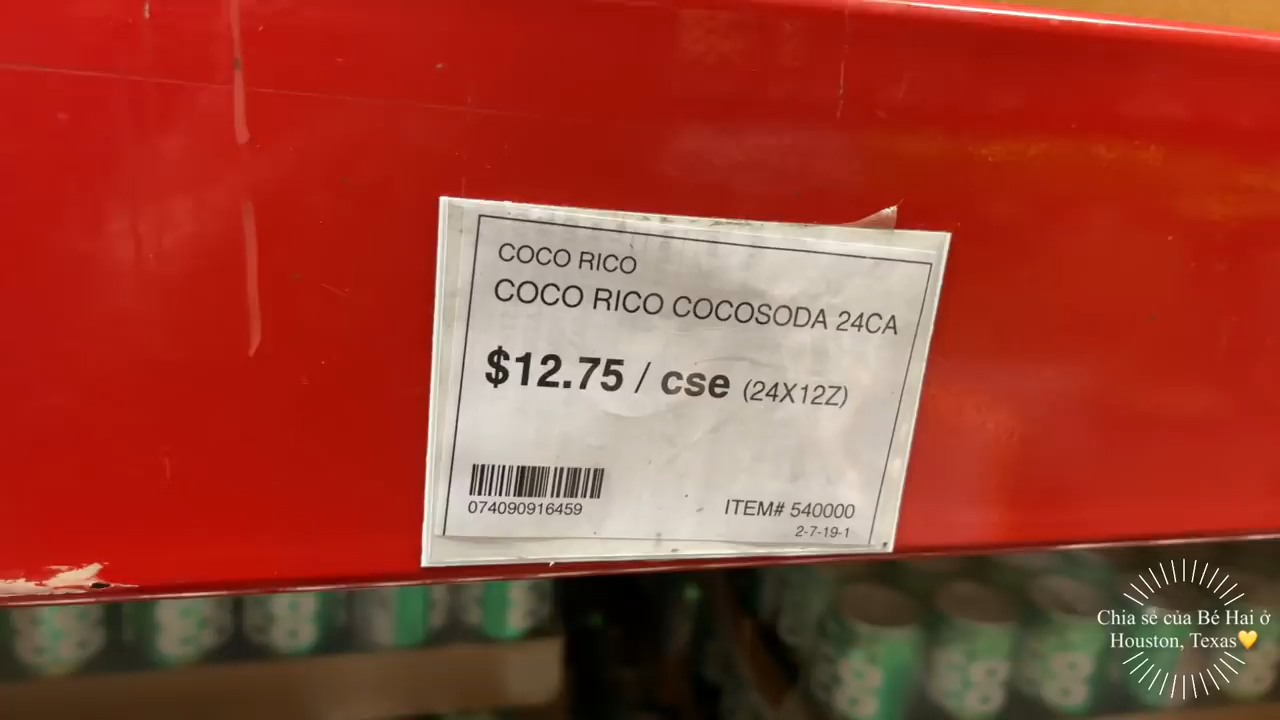 COCO RICO
COCO RICO COCOSODA 24CA
$12.75 / cse (24X12Z)
074090916459
ITEM# 540000
2-7-19-1
Chia sẻ của Bé Hai ở
Houston, Texas💛